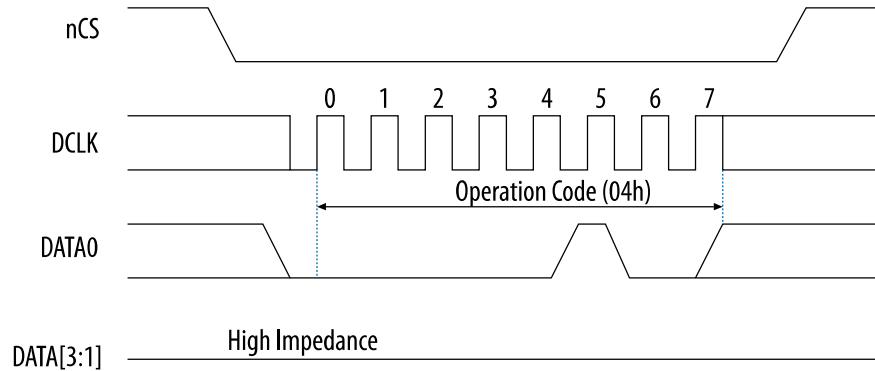 nCS
0 1 2 3 4 5 6 7
DCLK
Operation Code (04h)
DATA0
High Impedance
DATA[3:1]